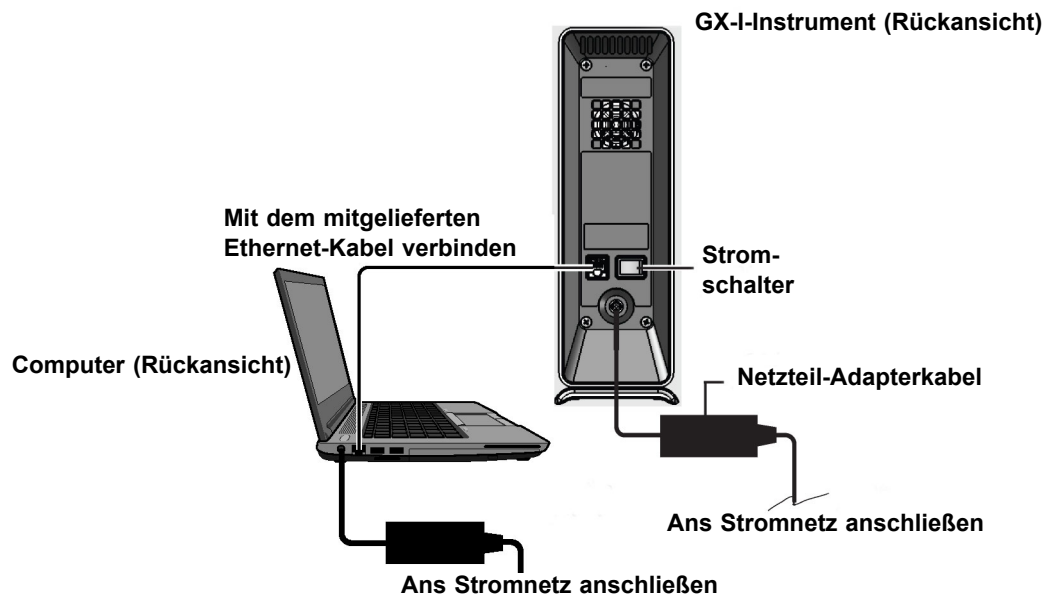 GX-I-Instrument (Rückansicht)
Mit dem mitgelieferten
Ethernet-Kabel verbinden
Strom-
schalter
Computer (Rückansicht)
Netzteil-Adapterkabel
Ans Stromnetz anschließen
Ans Stromnetz anschließen